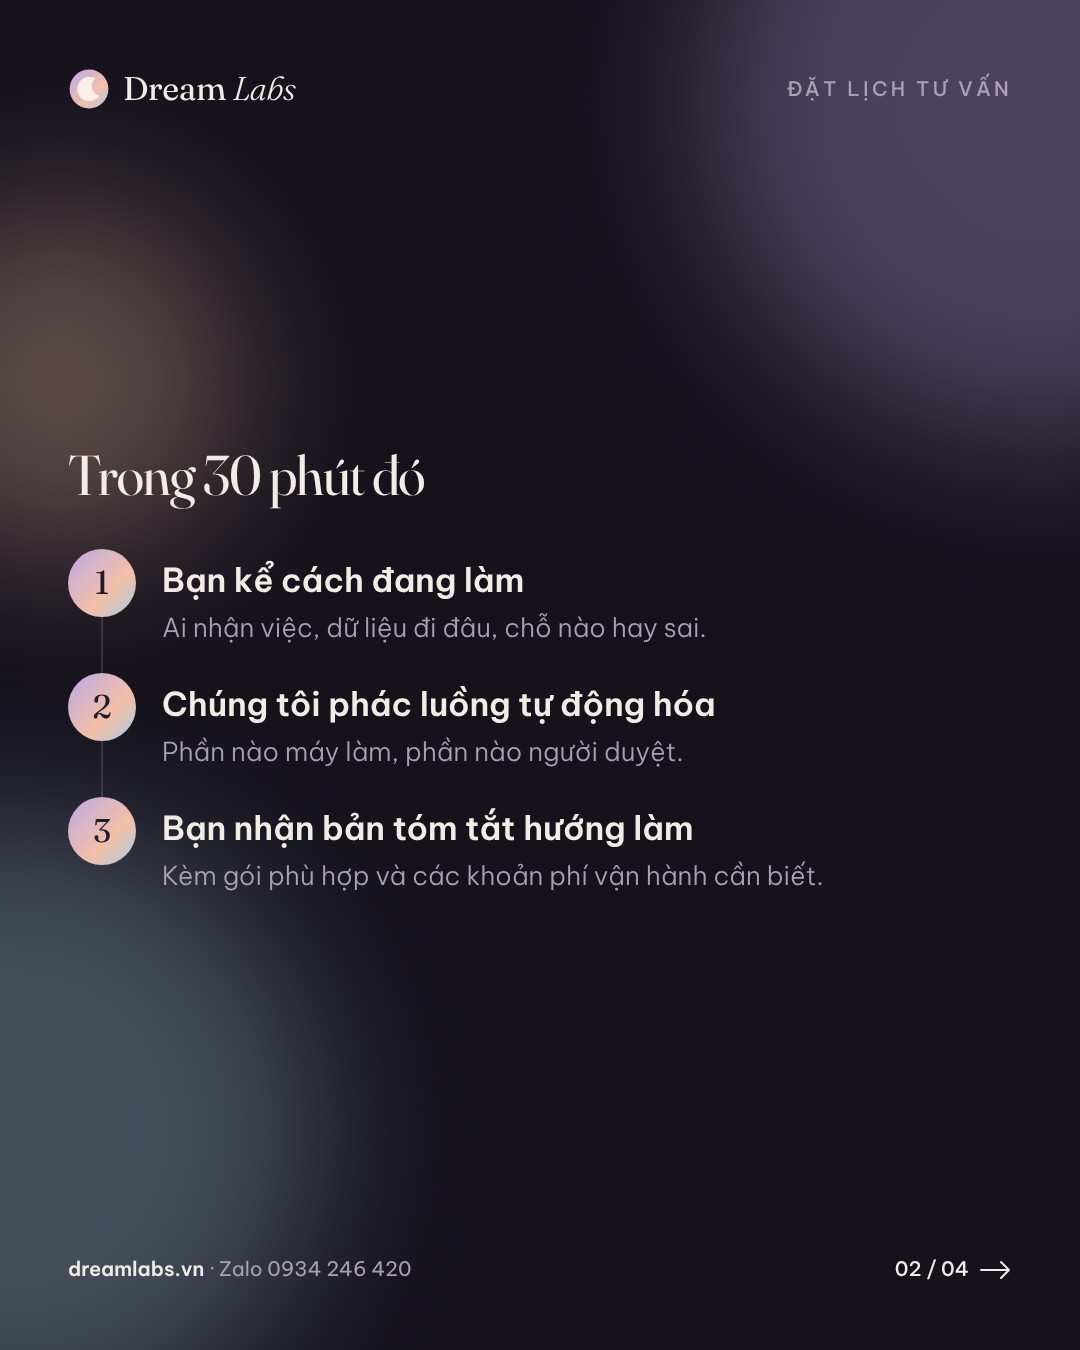 Dream Labs
ĐẶT LỊCH TƯ VẤN
Trong 30 phút đó
1
Bạn kể cách đang làm
Ai nhận việc, dữ liệu đi đâu, chỗ nào hay sai.
2
Chúng tôi phác luồng tự động hóa
Phần nào máy làm, phần nào người duyệt.
3
Bạn nhận bản tóm tắt hướng làm
Kèm gói phù hợp và các khoản phí vận hành cần biết.
dreamlabs.vn · Zalo 0934 246 420
02 / 04 →